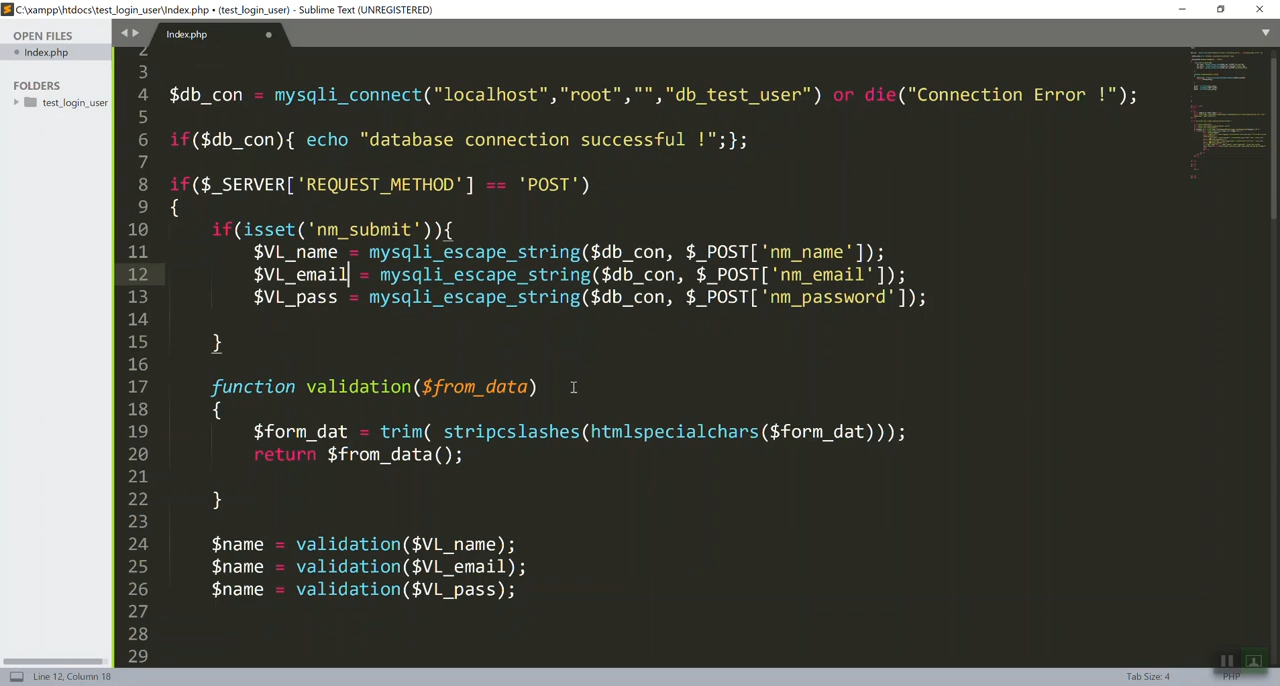 C:\xampp\htdocs\test_login_user\Index.php • (test_login_user) - Sublime Text (UNREGISTERED)
OPEN FILES
Index.php
FOLDERS
test_login_user
Index.php
2
3
4 $db_con = mysqli_connect("localhost","root","","db_test_user") or die("Connection Error !");
5
6 if($db_con){ echo "database connection successful !";};
7
8 if($_SERVER['REQUEST_METHOD'] == 'POST')
9 {
10 if(isset('nm_submit')){
11 $VL_name = mysqli_escape_string($db_con, $_POST['nm_name']);
12 $VL_email = mysqli_escape_string($db_con, $_POST['nm_email']);
13 $VL_pass = mysqli_escape_string($db_con, $_POST['nm_password']);
14
15 }
16
17 function validation($from_data)
18 {
19 $form_dat = trim( stripcslashes(htmlspecialchars($form_dat)));
20 return $from_data();
21
22 }
23
24 $name = validation($VL_name);
25 $name = validation($VL_email);
26 $name = validation($VL_pass);
27
28
29
Line 12, Column 18
Tab Size: 4
PHP